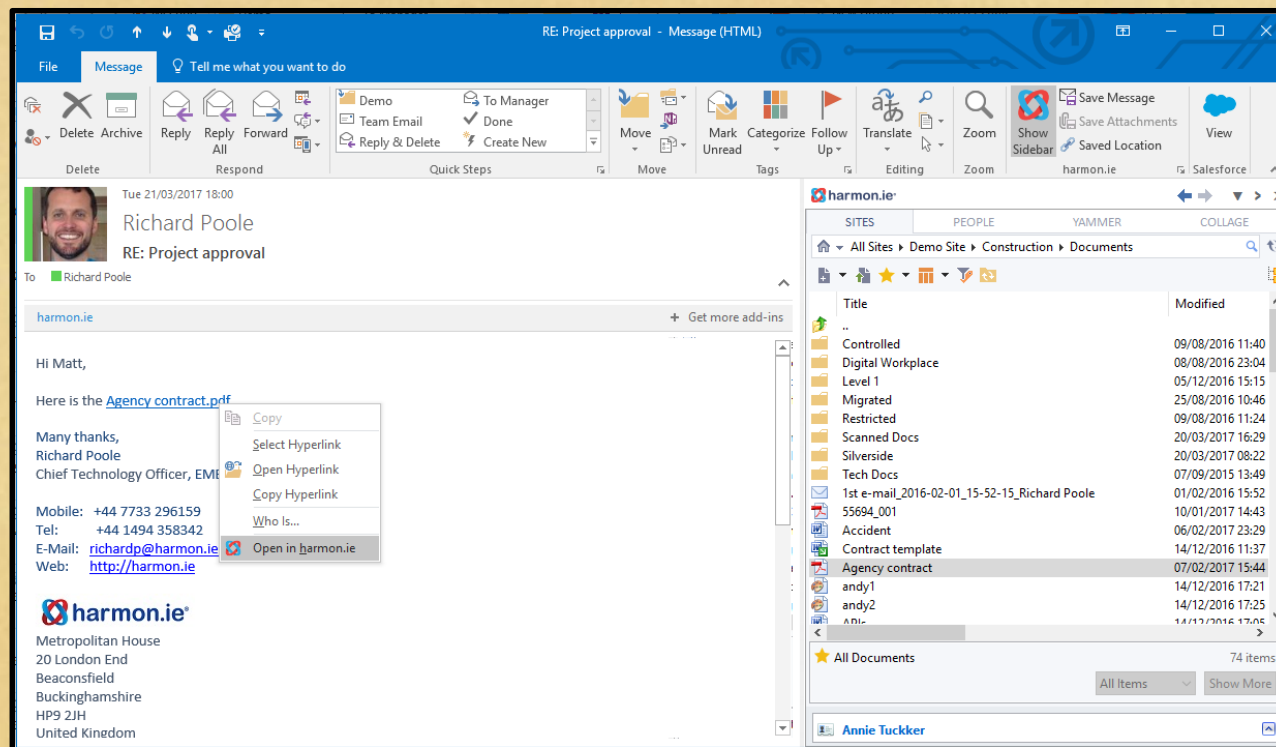 RE: Project approval - Message (HTML)
File Message Tell me what you want to do
Delete Archive
Reply Reply All Forward
Demo To Manager
Team Email Done
Reply & Delete Create New
Move
Mark Unread Categorize Follow Up
Translate
Zoom
Show Sidebar
Save Message
Save Attachments
Saved Location
View
Delete Respond Quick Steps Move Tags Editing Zoom harmon.ie Salesforce
Tue 21/03/2017 18:00
Richard Poole
RE: Project approval
To Richard Poole
harmon.ie + Get more add-ins
Hi Matt,
Here is the Agency contract.pdf
Many thanks,
Richard Poole
Chief Technology Officer,
Mobile: +44 7733 296159
Tel: +44 1494 358342
E-Mail: richardp@harmon.ie
Web: http://harmon.ie
Copy
Select Hyperlink
Open Hyperlink
Copy Hyperlink
Who Is...
Open in harmon.ie
harmon.ie®
Metropolitan House
20 London End
Beaconsfield
Buckinghamshire
HP9 2JH
United Kingdom
harmon.ie
SITES PEOPLE YAMMER COLLAGE
All Sites Demo Site Construction Documents
Title Modified
..
Controlled 09/08/2016 11:40
Digital Workplace 08/08/2016 23:04
Level 1 05/12/2016 15:15
Migrated 25/08/2016 10:46
Restricted 09/08/2016 11:24
Scanned Docs 20/03/2017 16:29
Silverside 20/03/2017 08:22
Tech Docs 07/09/2015 13:49
1st e-mail_2016-02-01_15-52-15_Richard Poole 01/02/2016 15:52
55694_001 10/01/2017 14:43
Accident 06/02/2017 23:29
Contract template 14/12/2016 11:37
Agency contract 07/02/2017 15:44
andy1 14/12/2016 17:21
andy2 14/12/2016 17:25
APIs 14/12/2016 17:05
All Documents 74 items
All Items Show More
Annie Tuckker